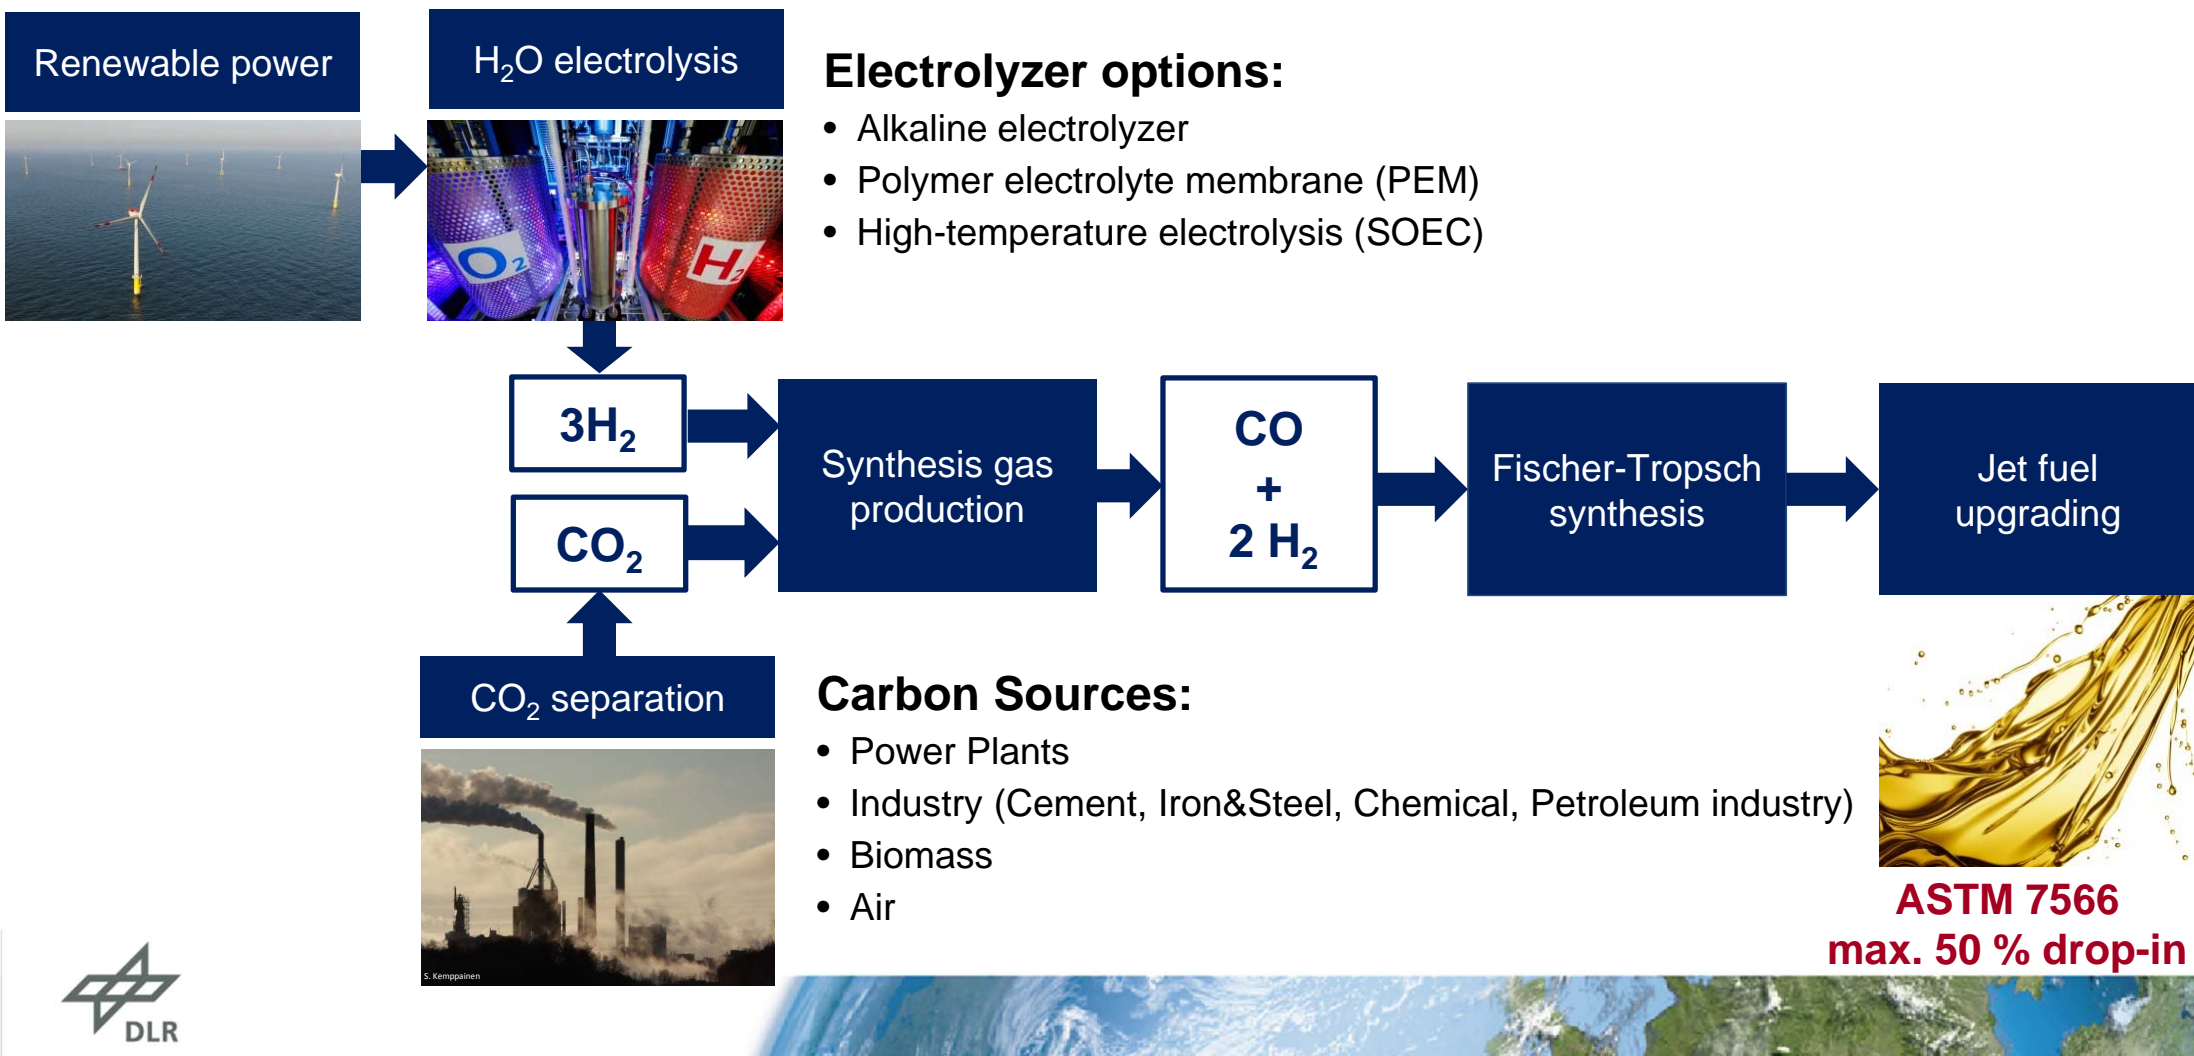 Renewable power
H₂O electrolysis
Electrolyzer options:
• Alkaline electrolyzer
• Polymer electrolyte membrane (PEM)
• High-temperature electrolysis (SOEC)
O₂
H₂
3H₂
CO₂
Synthesis gas
production
CO
+
2 H₂
Fischer-Tropsch
synthesis
Jet fuel
upgrading
CO₂ separation
Carbon Sources:
• Power Plants
• Industry (Cement, Iron&Steel, Chemical, Petroleum industry)
• Biomass
• Air
S. Kemppainen
ASTM 7566
max. 50 % drop-in
DLR